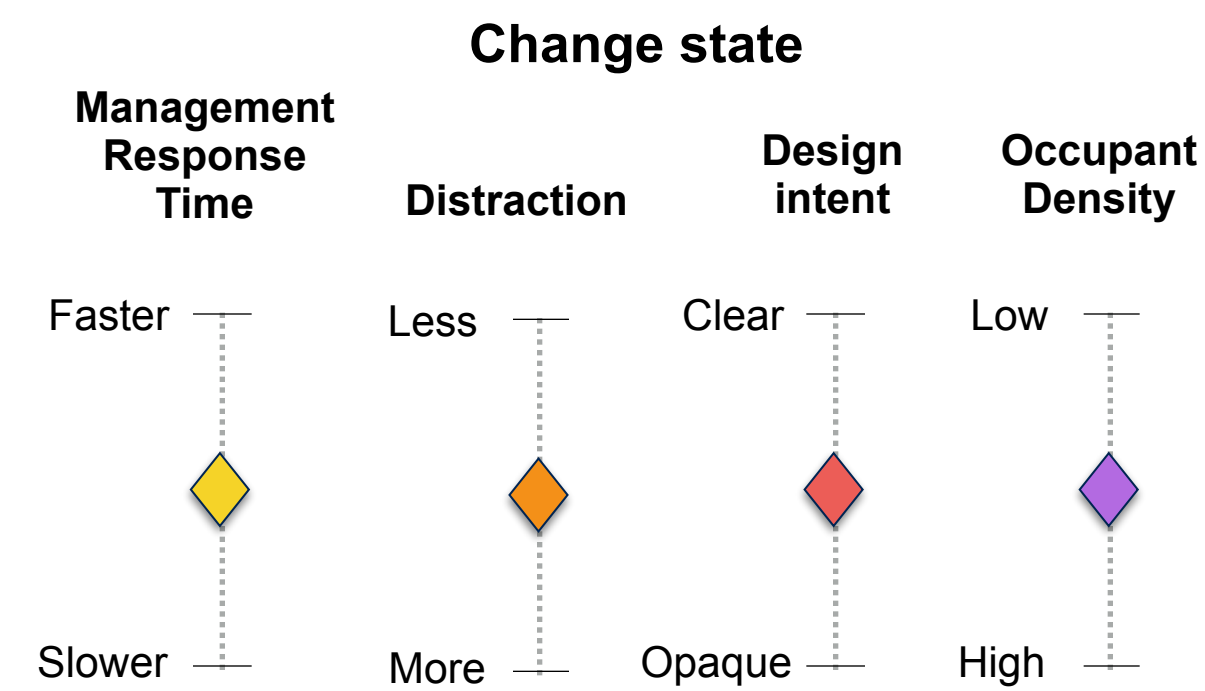 Change state
Management
Response
Time
Distraction
Design
intent
Occupant
Density
Faster
Less
Clear
Low
Slower
More
Opaque
High